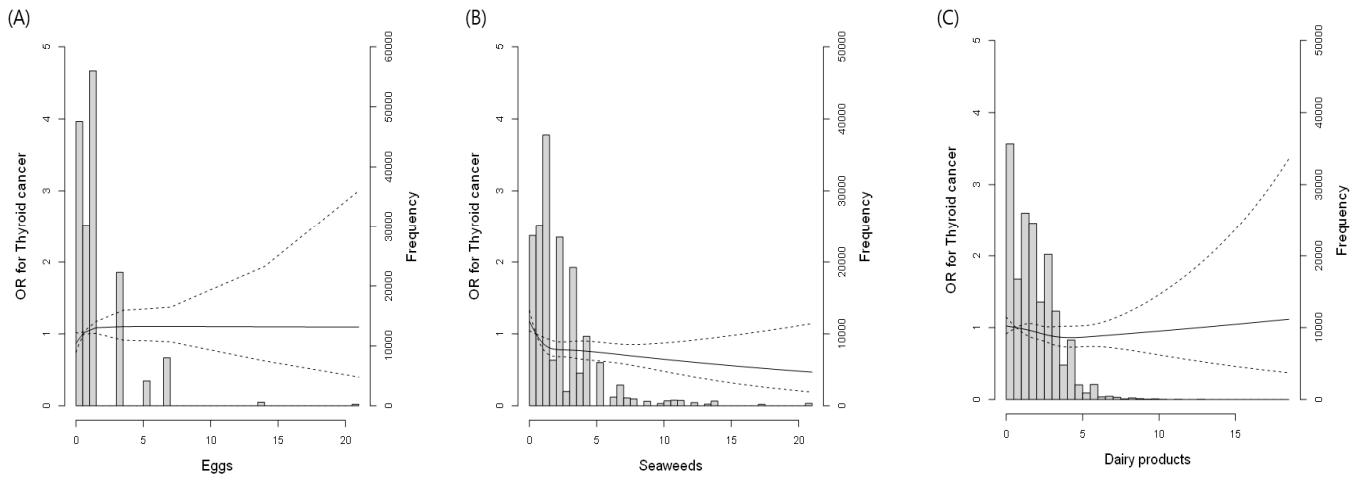 (A)
OR for Thyroid cancer
0 1 2 3 4 5
0 5 10 15 20
Eggs
0 10000 20000 30000 40000 50000 60000
Frequency
(B)
OR for Thyroid cancer
0 1 2 3 4 5
0 5 10 15 20
Seaweeds
0 10000 20000 30000 40000 50000
Frequency
(C)
OR for Thyroid cancer
0 1 2 3 4 5
0 5 10 15
Dairy products
0 10000 20000 30000 40000 50000
Frequency